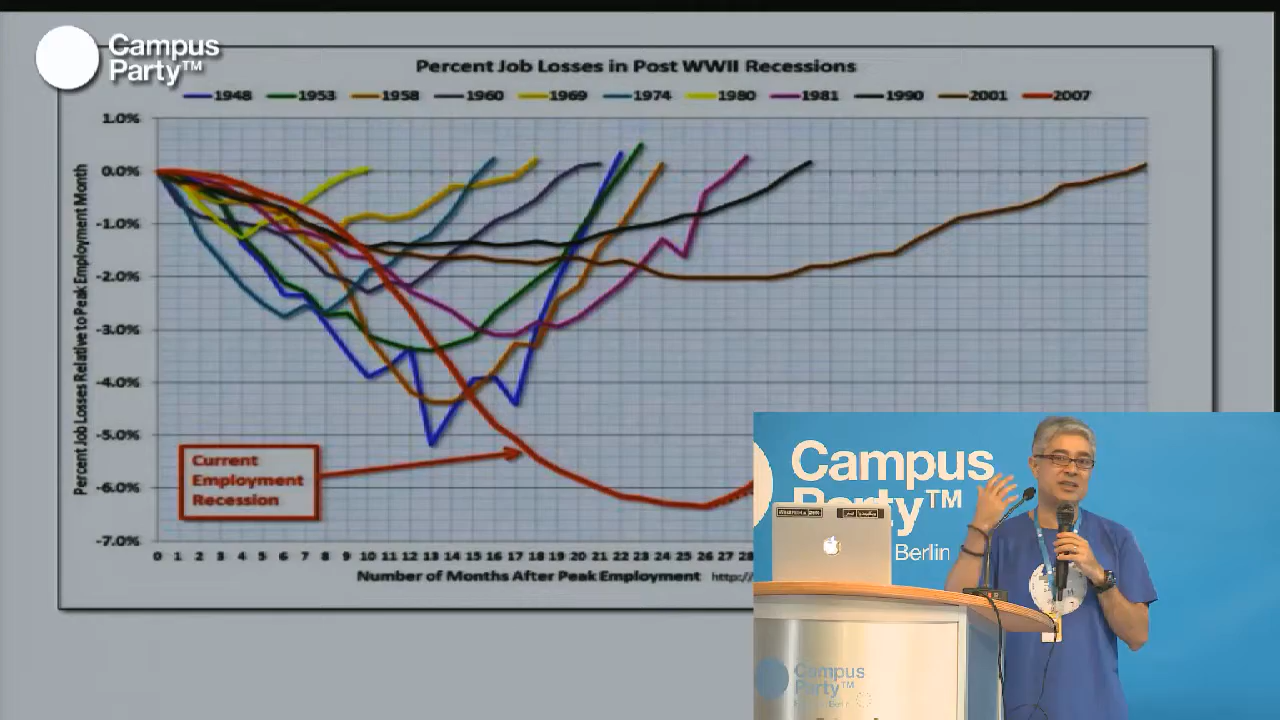 Campus
Party™
Percent Job Losses in Post WWII Recessions
1948 1953 1958 1960 1969 1974 1980 1981 1990 2001 2007
Percent Job Losses Relative to Peak Employment Month
1.0%
0.0%
-1.0%
-2.0%
-3.0%
-4.0%
-5.0%
-6.0%
-7.0%
Current
Employment
Recession
0 1 2 3 4 5 6 7 8 9 10 11 12 13 14 15 16 17 18 19 20 21 22 23 24 25 26 27 28
Number of Months After Peak Employment http://
Campus
Party™
Berlin
Campus
Party™